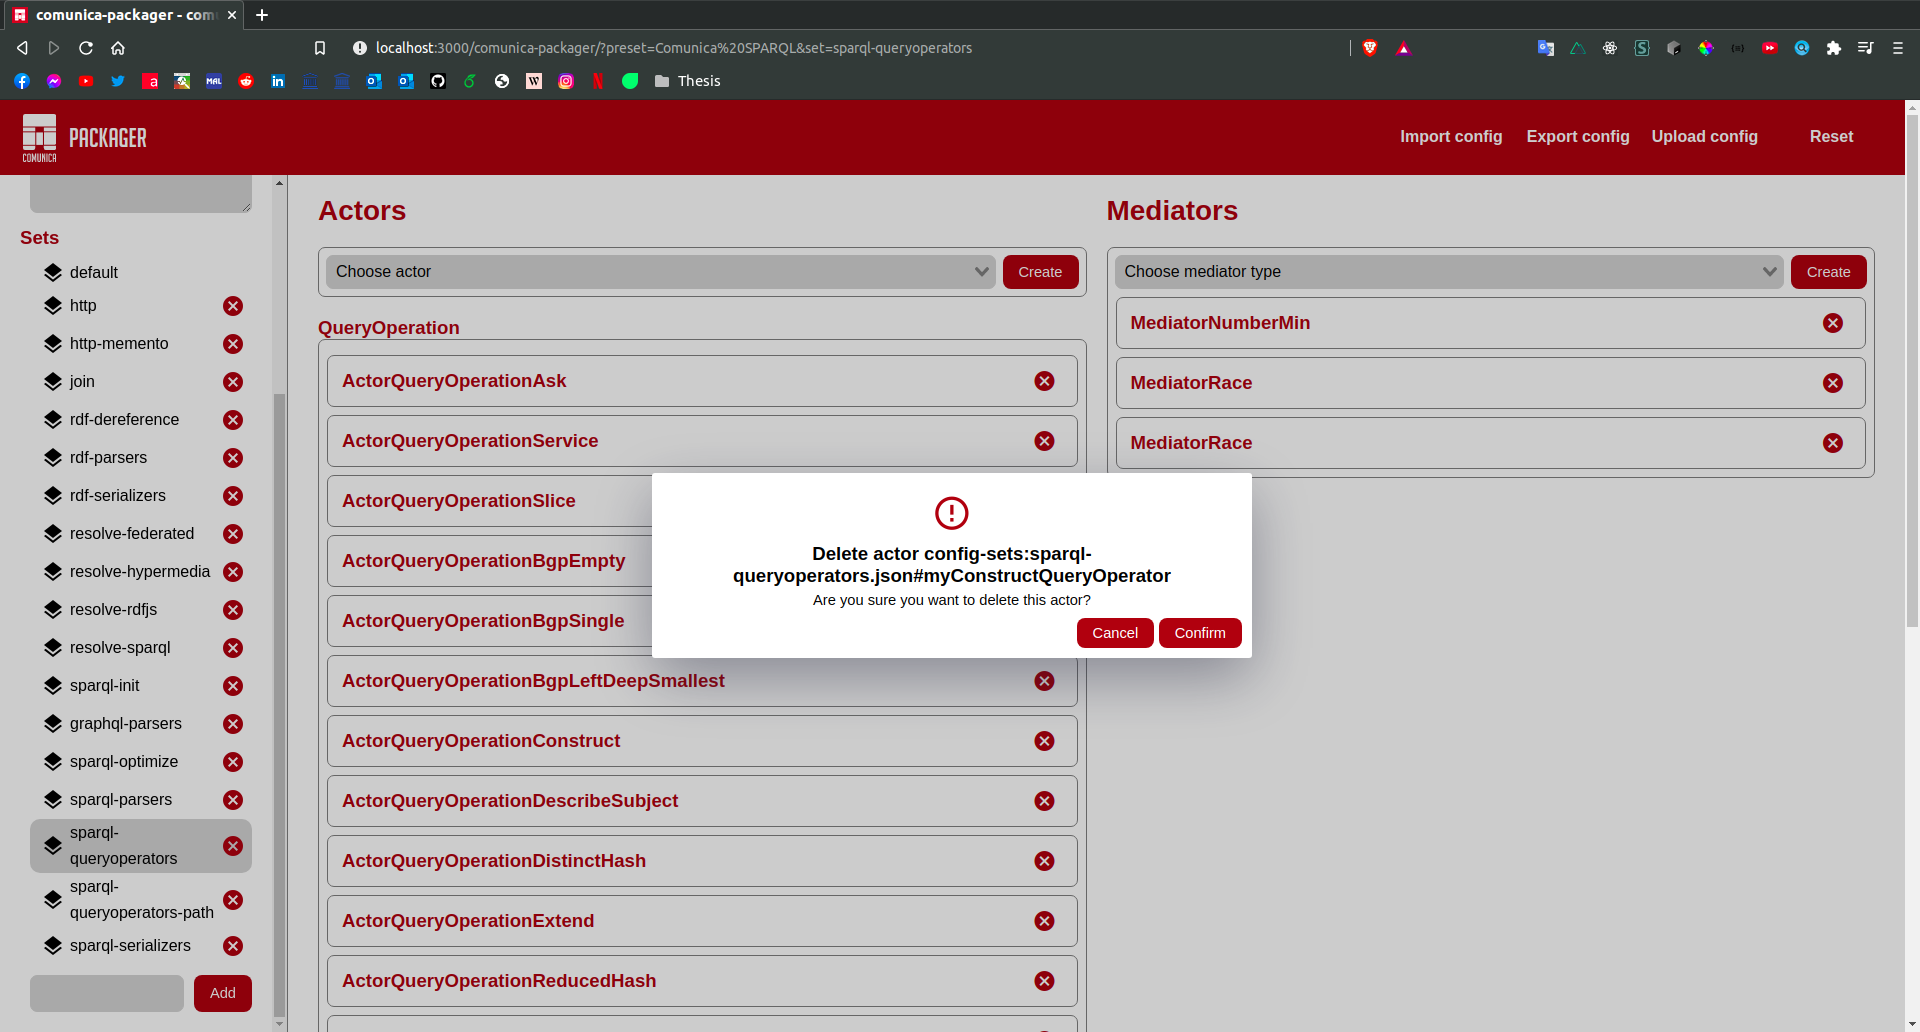 comunica-packager - com
localhost:3000/comunica-packager/?preset=Comunica%20SPARQL&set=sparql-queryoperators
Thesis
COMUNICA
PACKAGER
Import config
Export config
Upload config
Reset
Sets
default
http
http-memento
join
rdf-dereference
rdf-parsers
rdf-serializers
resolve-federated
resolve-hypermedia
resolve-rdfjs
resolve-sparql
sparql-init
graphql-parsers
sparql-optimize
sparql-parsers
sparql-
queryoperators
sparql-
queryoperators-path
sparql-serializers
Add
Actors
Choose actor
Create
QueryOperation
ActorQueryOperationAsk
ActorQueryOperationService
ActorQueryOperationSlice
ActorQueryOperationBgpEmpty
ActorQueryOperationBgpSingle
ActorQueryOperationBgpLeftDeepSmallest
ActorQueryOperationConstruct
ActorQueryOperationDescribeSubject
ActorQueryOperationDistinctHash
ActorQueryOperationExtend
ActorQueryOperationReducedHash
Mediators
Choose mediator type
Create
MediatorNumberMin
MediatorRace
MediatorRace
Delete actor config-sets:sparql-
queryoperators.json#myConstructQueryOperator
Are you sure you want to delete this actor?
Cancel
Confirm